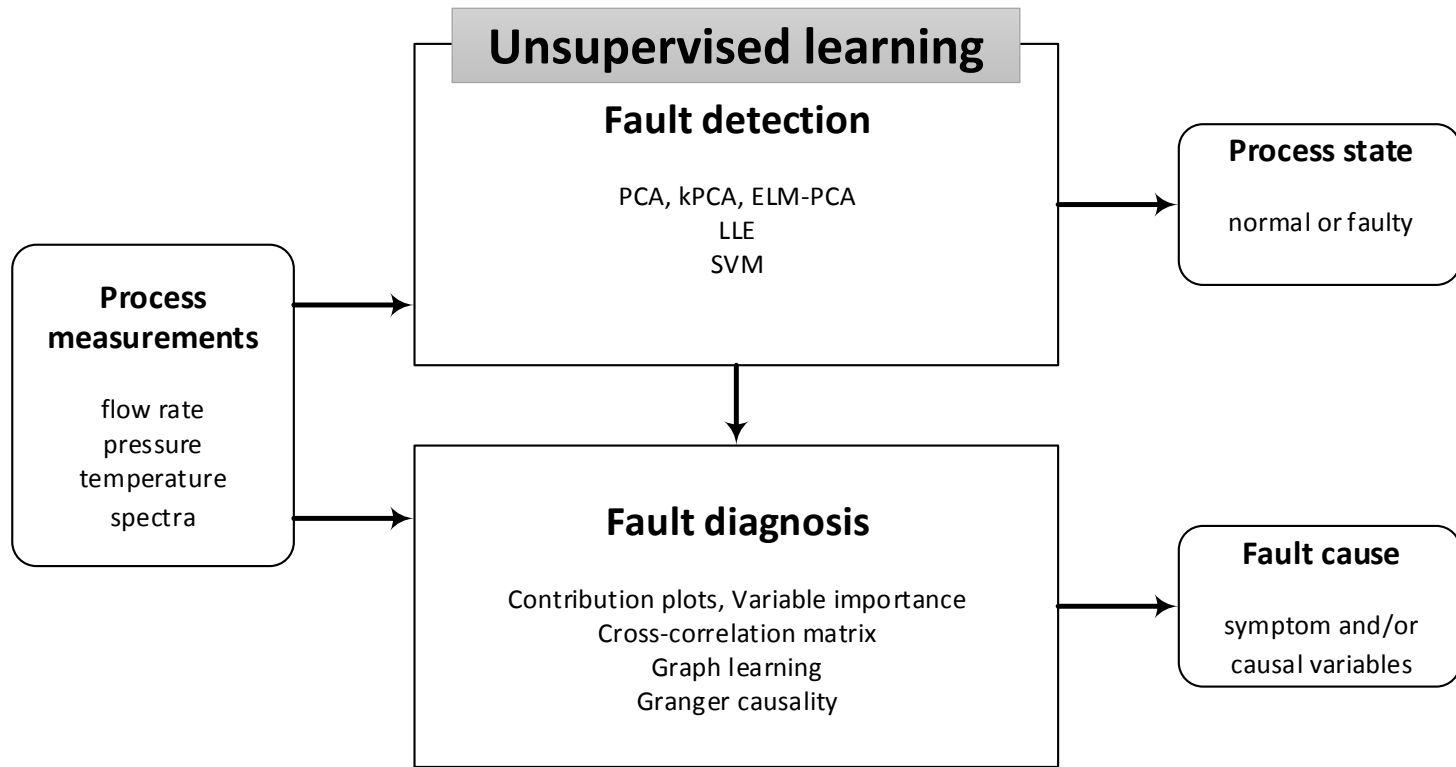 Unsupervised learning
Fault detection
PCA, kPCA, ELM-PCA
LLE
SVM
Process state
normal or faulty
Process
measurements
flow rate
pressure
temperature
spectra
Fault diagnosis
Contribution plots, Variable importance
Cross-correlation matrix
Graph learning
Granger causality
Fault cause
symptom and/or
causal variables